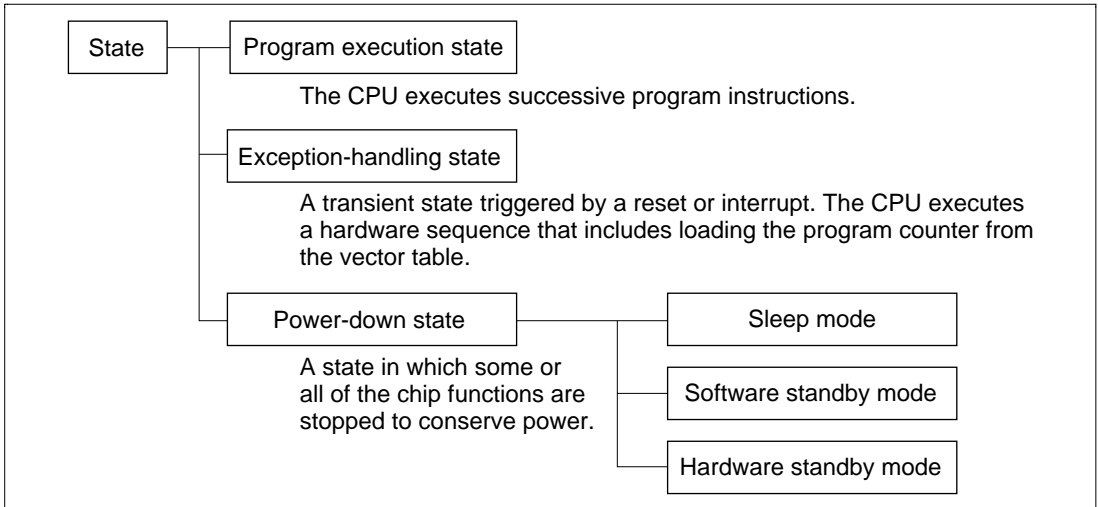 State
Program execution state
The CPU executes successive program instructions.
Exception-handling state
A transient state triggered by a reset or interrupt. The CPU executes
a hardware sequence that includes loading the program counter from
the vector table.
Power-down state
A state in which some or
all of the chip functions are
stopped to conserve power.
Sleep mode
Software standby mode
Hardware standby mode